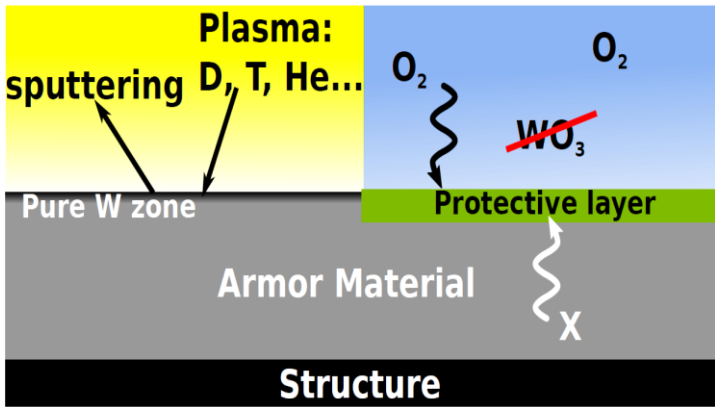 Plasma:
D, T, He...
sputtering
O₂
O₂
WO₃
Pure W zone
Protective layer
Armor Material
X
Structure